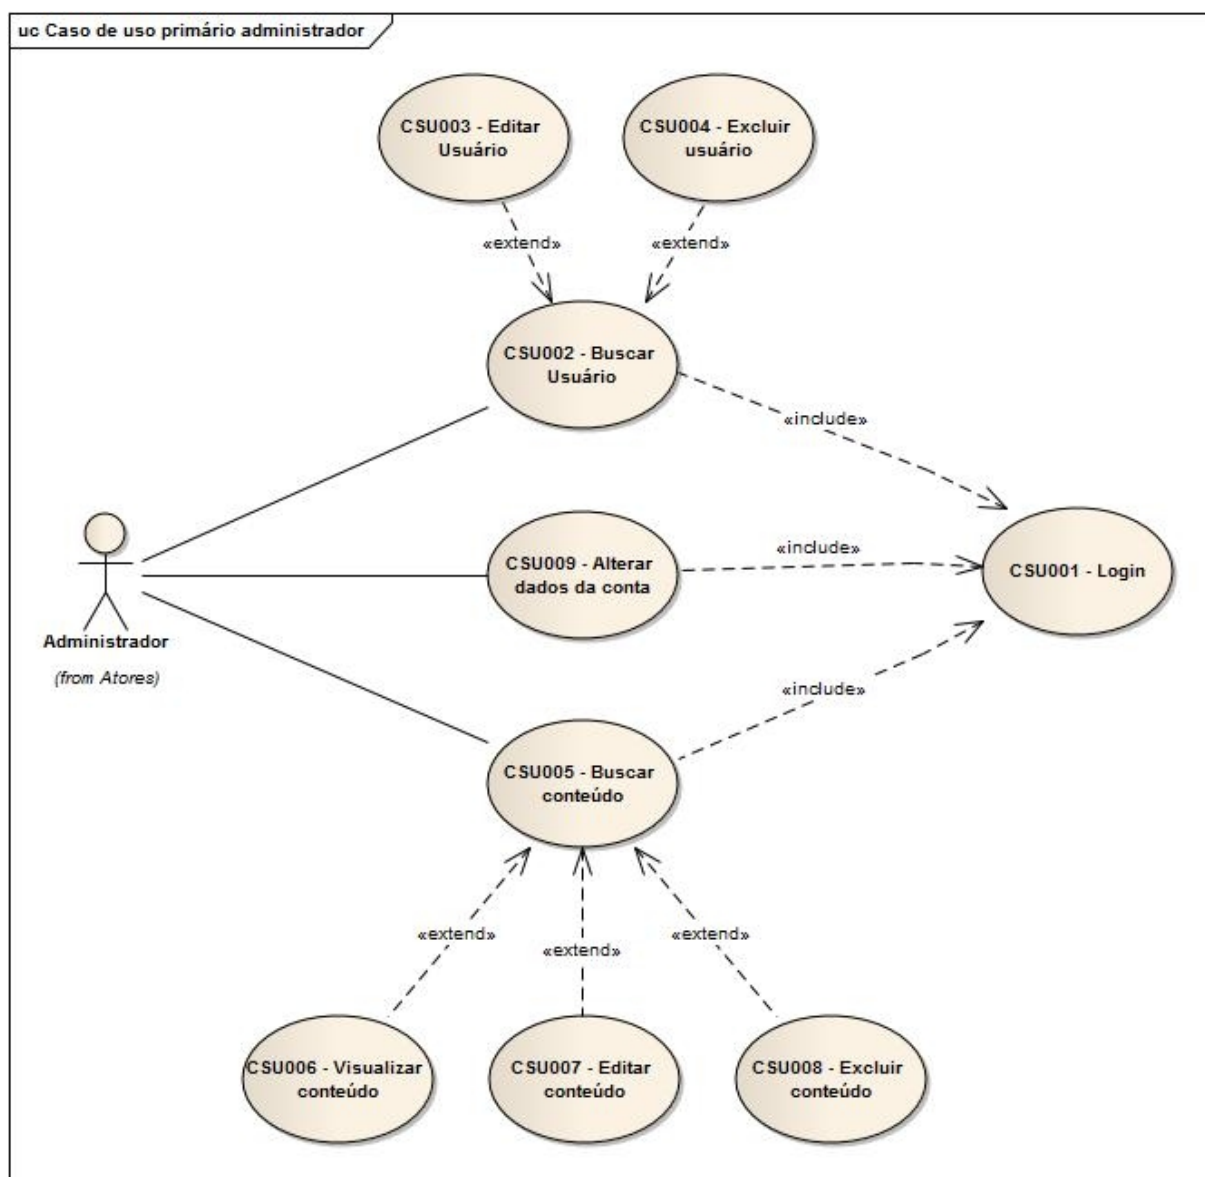 uc Caso de uso primário administrador
CSU003 - Editar
Usuário
CSU004 - Excluir
usuário
«extend»
«extend»
CSU002 - Buscar
Usuário
«include»
CSU009 - Alterar
dados da conta
«include»
CSU001 - Login
Administrador
(from Atores)
«include»
CSU005 - Buscar
conteúdo
«extend»
«extend»
«extend»
CSU006 - Visualizar
conteúdo
CSU007 - Editar
conteúdo
CSU008 - Excluir
conteúdo